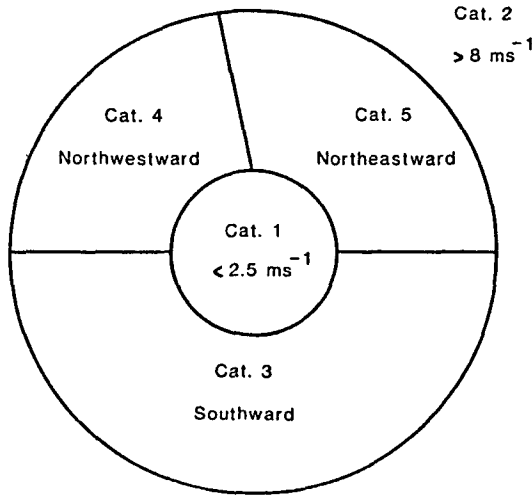 Cat. 2
> 8 ms⁻¹
Cat. 4
Northwestward
Cat. 5
Northeastward
Cat. 1
< 2.5 ms⁻¹
Cat. 3
Southward